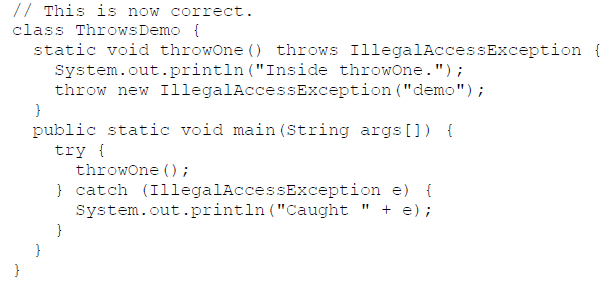 // This is now correct.
class ThrowsDemo {
  static void throwOne() throws IllegalAccessException {
    System.out.println("Inside throwOne.");
    throw new IllegalAccessException("demo");
  }
  public static void main(String args[]) {
    try {
      throwOne();
    } catch (IllegalAccessException e) {
      System.out.println("Caught " + e);
    }
  }
}